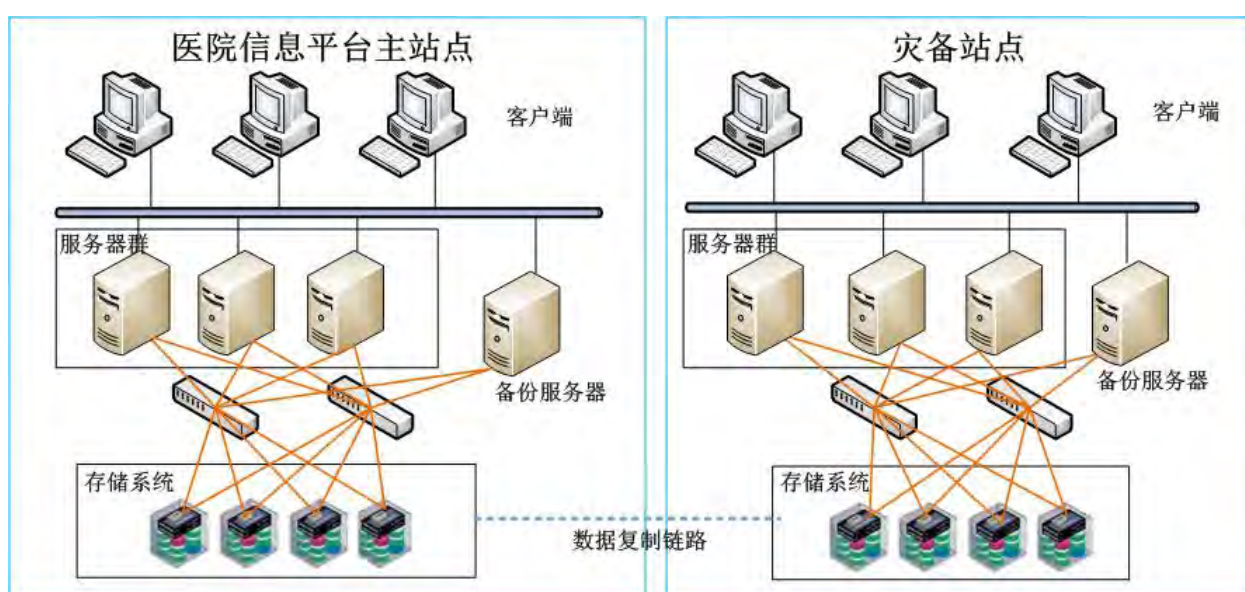 医院信息平台主站点
客户端
服务器群
备份服务器
存储系统
数据复制链路
灾备站点
客户端
服务器群
备份服务器
存储系统